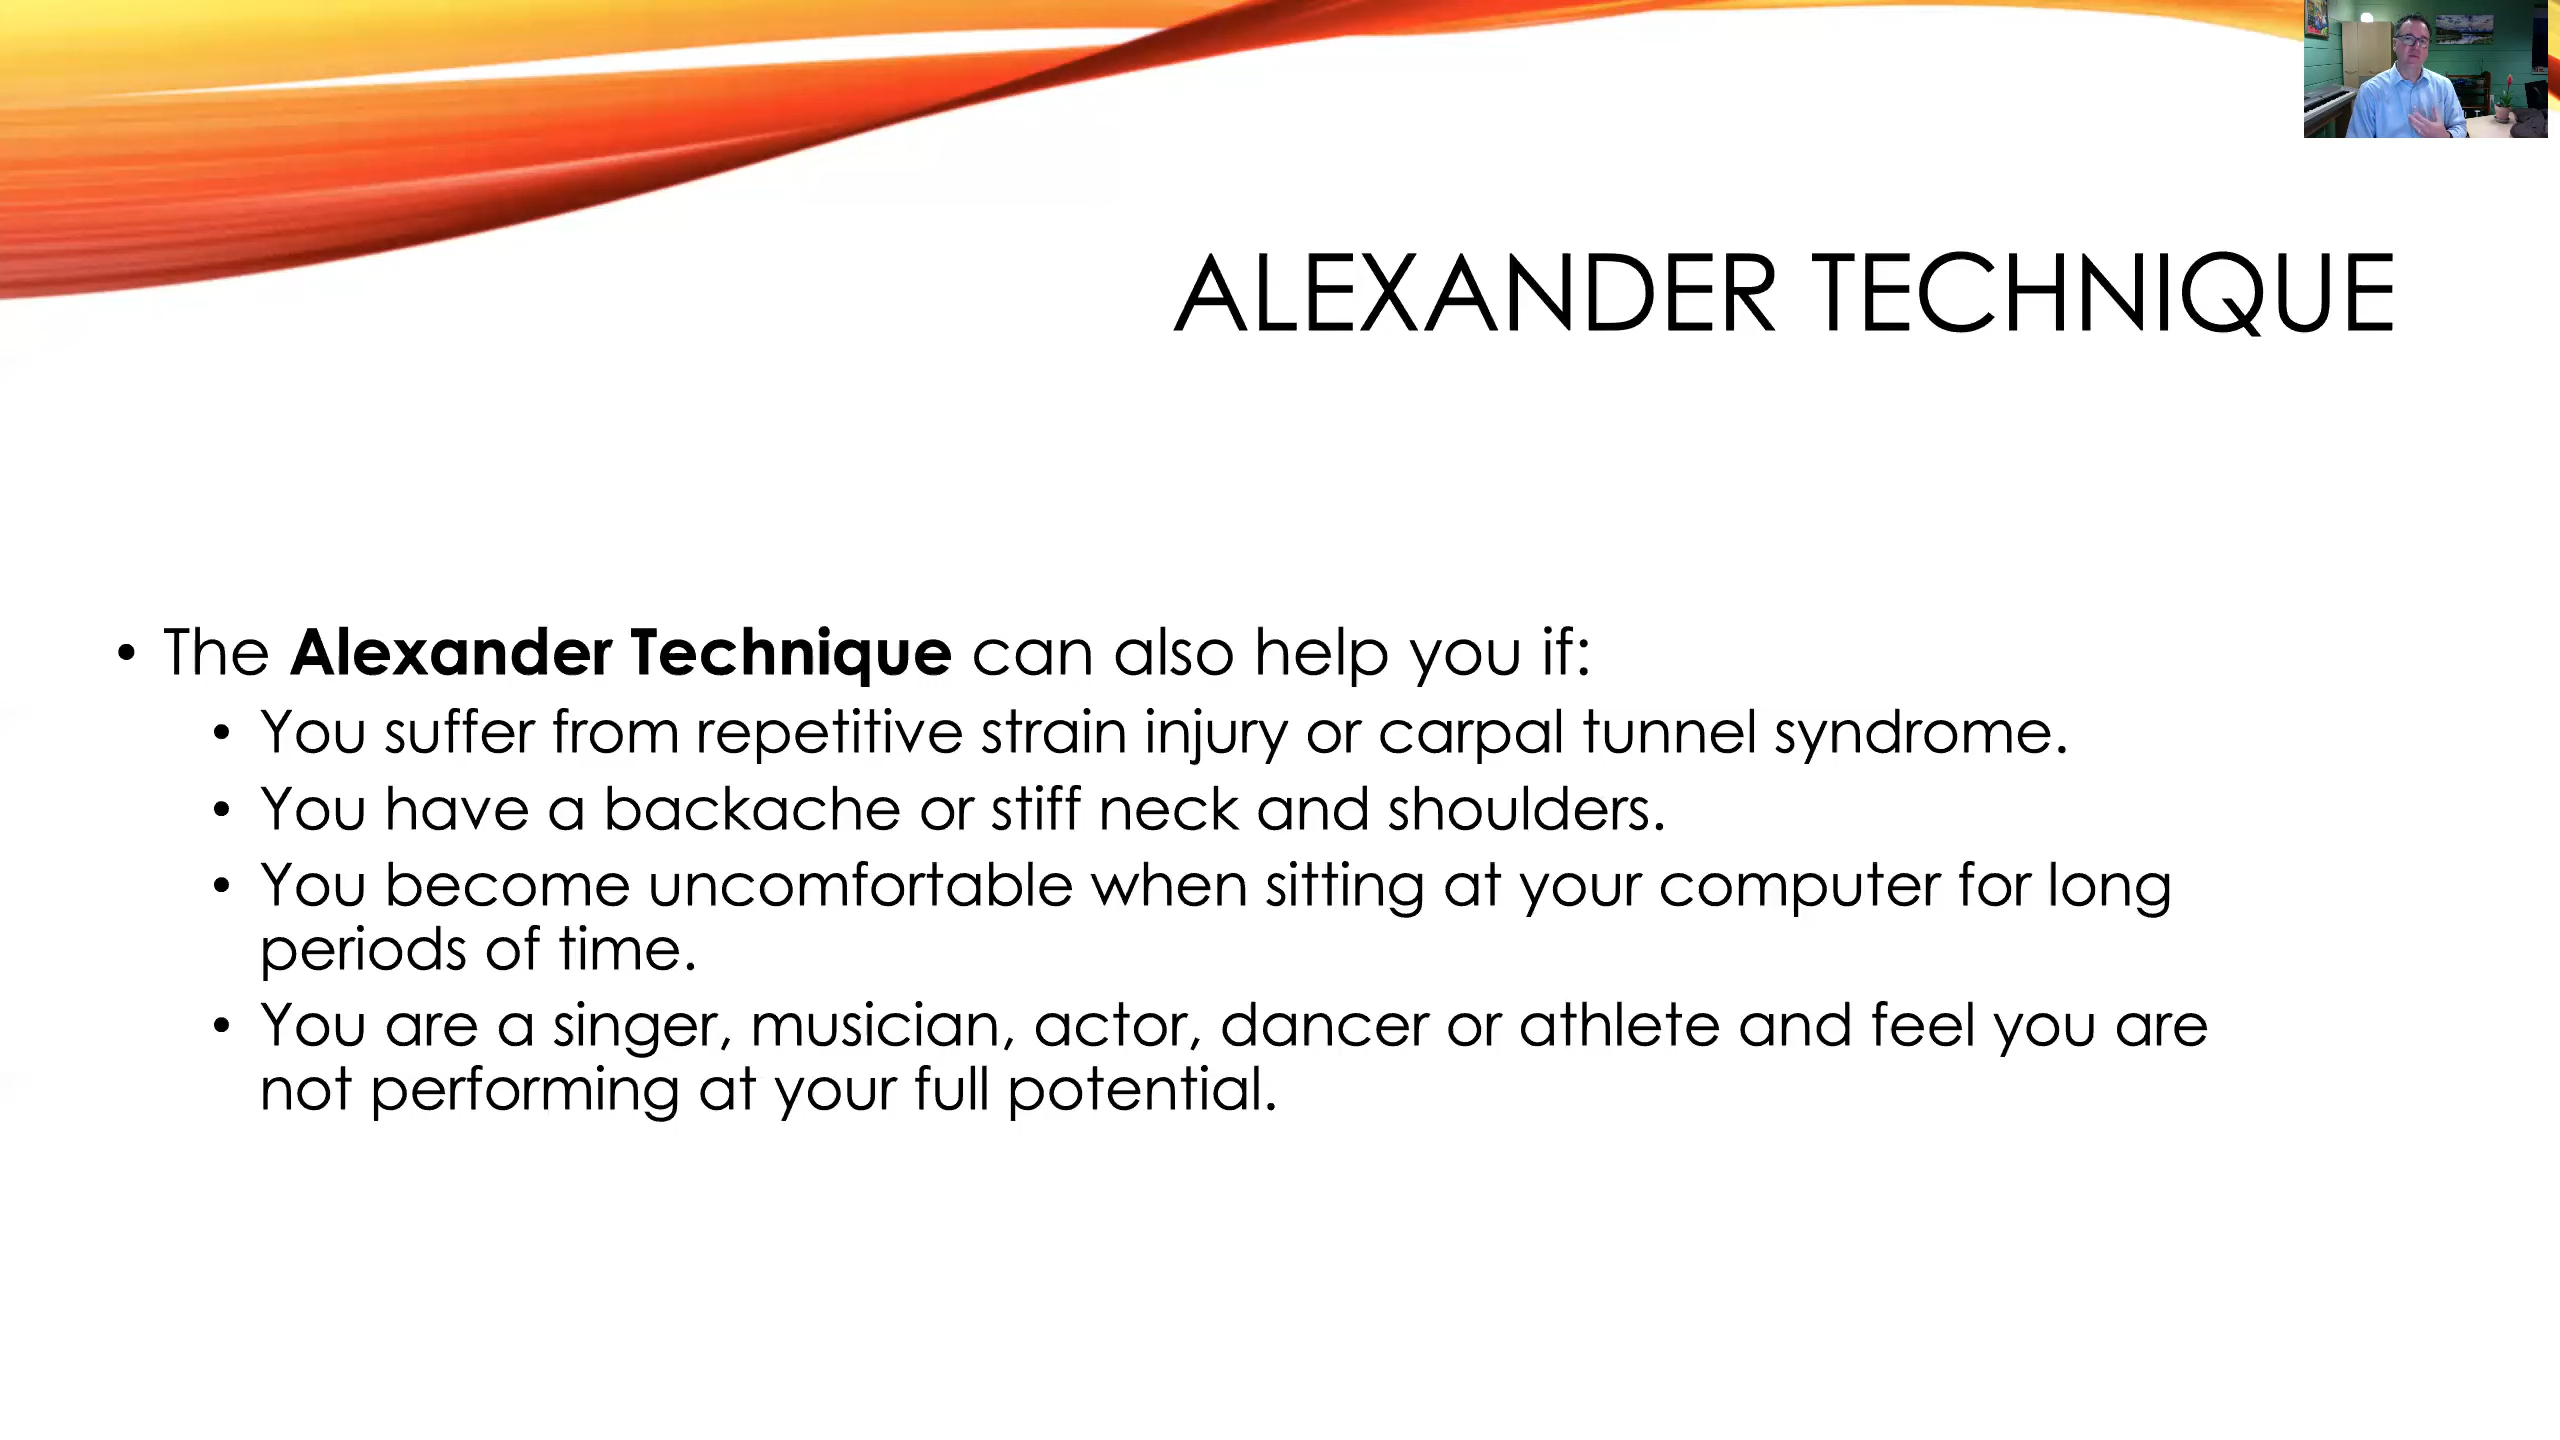 ALEXANDER TECHNIQUE
• The Alexander Technique can also help you if:
• You suffer from repetitive strain injury or carpal tunnel syndrome.
• You have a backache or stiff neck and shoulders.
• You become uncomfortable when sitting at your computer for long
periods of time.
• You are a singer, musician, actor, dancer or athlete and feel you are
not performing at your full potential.